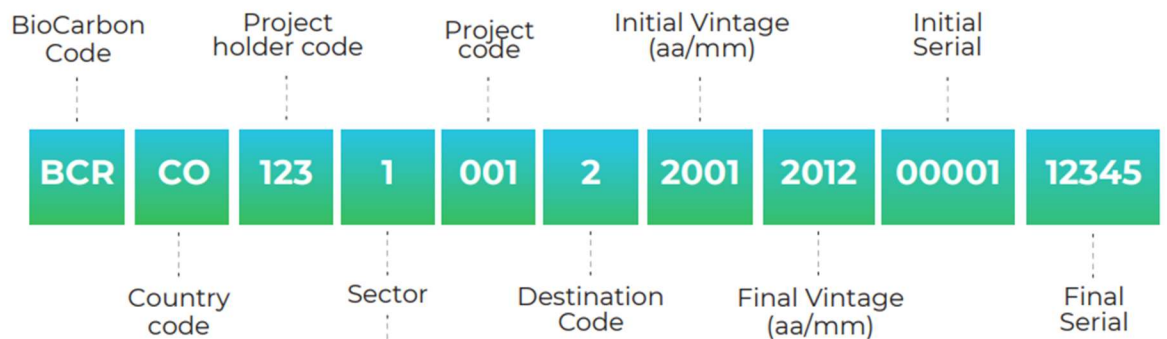 BioCarbon
Code
Project
holder code
Project
code
Initial Vintage
(aa/mm)
Initial
Serial
BCR CO 123 1 001 2 2001 2012 00001 12345
Country
code
Sector
Destination
Code
Final Vintage
(aa/mm)
Final
Serial